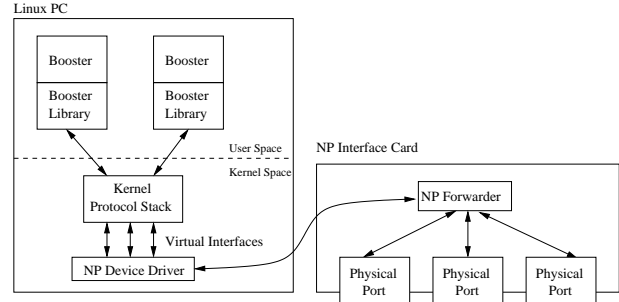 Linux PC
Booster
Booster
Library
Booster
Booster
Library
User Space
Kernel Space
Kernel
Protocol Stack
Virtual Interfaces
NP Device Driver
NP Interface Card
NP Forwarder
Physical
Port
Physical
Port
Physical
Port